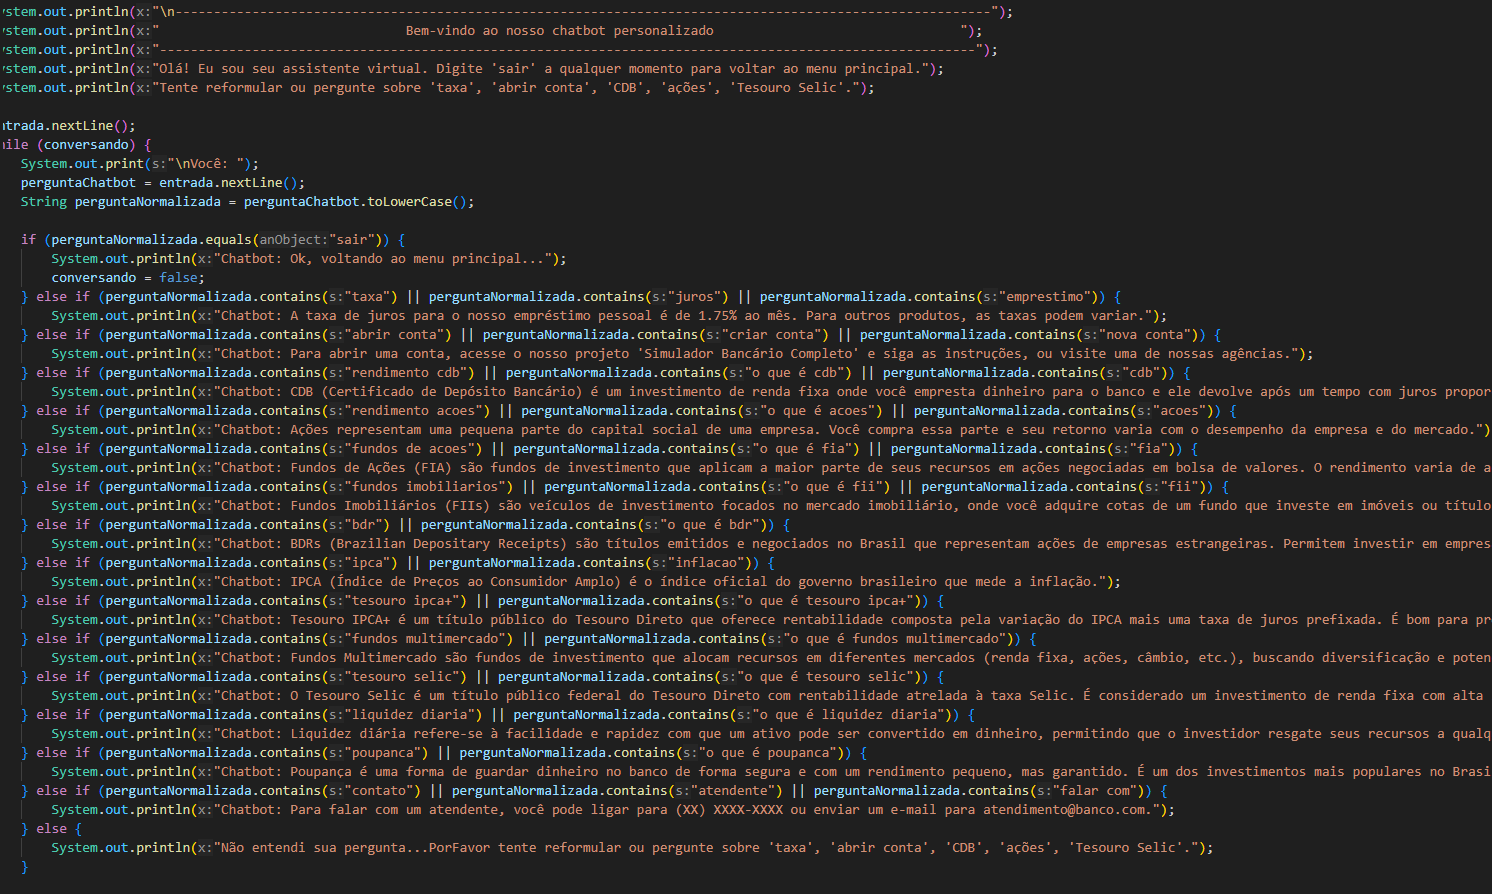 ystem.out.println(x:"\n----------------------------------------------------------------------------------------------------------");
ystem.out.println(x:"                                Bem-vindo ao nosso chatbot personalizado                                ");
ystem.out.println(x:"----------------------------------------------------------------------------------------------------------");
ystem.out.println(x:"Olá! Eu sou seu assistente virtual. Digite 'sair' a qualquer momento para voltar ao menu principal.");
ystem.out.println(x:"Tente reformular ou pergunte sobre 'taxa', 'abrir conta', 'CDB', 'ações', 'Tesouro Selic'.");
ntrada.nextLine();
ile (conversando) {
System.out.print(s:"\nVocê: ");
perguntaChatbot = entrada.nextLine();
String perguntaNormalizada = perguntaChatbot.toLowerCase();
if (perguntaNormalizada.equals(anObject:"sair")) {
System.out.println(x:"Chatbot: Ok, voltando ao menu principal...");
conversando = false;
} else if (perguntaNormalizada.contains(s:"taxa") || perguntaNormalizada.contains(s:"juros") || perguntaNormalizada.contains(s:"emprestimo")) {
System.out.println(x:"Chatbot: A taxa de juros para o nosso empréstimo pessoal é de 1.75% ao mês. Para outros produtos, as taxas podem variar.");
} else if (perguntaNormalizada.contains(s:"abrir conta") || perguntaNormalizada.contains(s:"criar conta") || perguntaNormalizada.contains(s:"nova conta")) {
System.out.println(x:"Chatbot: Para abrir uma conta, acesse o nosso projeto 'Simulador Bancário Completo' e siga as instruções, ou visite uma de nossas agências.");
} else if (perguntaNormalizada.contains(s:"rendimento cdb") || perguntaNormalizada.contains(s:"o que é cdb") || perguntaNormalizada.contains(s:"cdb")) {
System.out.println(x:"Chatbot: CDB (Certificado de Depósito Bancário) é um investimento de renda fixa onde você empresta dinheiro para o banco e ele devolve após um tempo com juros propor
} else if (perguntaNormalizada.contains(s:"rendimento acoes") || perguntaNormalizada.contains(s:"o que é acoes") || perguntaNormalizada.contains(s:"acoes")) {
System.out.println(x:"Chatbot: Ações representam uma pequena parte do capital social de uma empresa. Você compra essa parte e seu retorno varia com o desempenho da empresa e do mercado.")
} else if (perguntaNormalizada.contains(s:"fundos de acoes") || perguntaNormalizada.contains(s:"o que é fia") || perguntaNormalizada.contains(s:"fia")) {
System.out.println(x:"Chatbot: Fundos de Ações (FIA) são fundos de investimento que aplicam a maior parte de seus recursos em ações negociadas em bolsa de valores. O rendimento varia de a
} else if (perguntaNormalizada.contains(s:"fundos imobiliarios") || perguntaNormalizada.contains(s:"o que é fii") || perguntaNormalizada.contains(s:"fii")) {
System.out.println(x:"Chatbot: Fundos Imobiliários (FIIs) são veículos de investimento focados no mercado imobiliário, onde você adquire cotas de um fundo que investe em imóveis ou título
} else if (perguntaNormalizada.contains(s:"bdr") || perguntaNormalizada.contains(s:"o que é bdr")) {
System.out.println(x:"Chatbot: BDRs (Brazilian Depositary Receipts) são títulos emitidos e negociados no Brasil que representam ações de empresas estrangeiras. Permitem investir em empres
} else if (perguntaNormalizada.contains(s:"ipca") || perguntaNormalizada.contains(s:"inflacao")) {
System.out.println(x:"Chatbot: IPCA (Índice de Preços ao Consumidor Amplo) é o índice oficial do governo brasileiro que mede a inflação.");
} else if (perguntaNormalizada.contains(s:"tesouro ipca+") || perguntaNormalizada.contains(s:"o que é tesouro ipca+")) {
System.out.println(x:"Chatbot: Tesouro IPCA+ é um título público do Tesouro Direto que oferece rentabilidade composta pela variação do IPCA mais uma taxa de juros prefixada. É bom para pr
} else if (perguntaNormalizada.contains(s:"fundos multimercado") || perguntaNormalizada.contains(s:"o que é fundos multimercado")) {
System.out.println(x:"Chatbot: Fundos Multimercado são fundos de investimento que alocam recursos em diferentes mercados (renda fixa, ações, câmbio, etc.), buscando diversificação e poten
} else if (perguntaNormalizada.contains(s:"tesouro selic") || perguntaNormalizada.contains(s:"o que é tesouro selic")) {
System.out.println(x:"Chatbot: O Tesouro Selic é um título público federal do Tesouro Direto com rentabilidade atrelada à taxa Selic. É considerado um investimento de renda fixa com alta
} else if (perguntaNormalizada.contains(s:"liquidez diaria") || perguntaNormalizada.contains(s:"o que é liquidez diaria")) {
System.out.println(x:"Chatbot: Liquidez diária refere-se à facilidade e rapidez com que um ativo pode ser convertido em dinheiro, permitindo que o investidor resgate seus recursos a qualq
} else if (perguntaNormalizada.contains(s:"poupanca") || perguntaNormalizada.contains(s:"o que é poupanca")) {
System.out.println(x:"Chatbot: Poupança é uma forma de guardar dinheiro no banco de forma segura e com um rendimento pequeno, mas garantido. É um dos investimentos mais populares no Brasi
} else if (perguntaNormalizada.contains(s:"contato") || perguntaNormalizada.contains(s:"atendente") || perguntaNormalizada.contains(s:"falar com")) {
System.out.println(x:"Chatbot: Para falar com um atendente, você pode ligar para (XX) XXXX-XXXX ou enviar um e-mail para atendimento@banco.com.");
} else {
System.out.println(x:"Não entendi sua pergunta...PorFavor tente reformular ou pergunte sobre 'taxa', 'abrir conta', 'CDB', 'ações', 'Tesouro Selic'.");
}